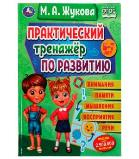 М. А. Жукова
ПРАКТИЧЕСКИЙ
ТРЕНАЖЁР
ПО РАЗВИТИЮ
ВНИМАНИЯ
ПАМЯТИ
МЫШЛЕНИЯ
ВОСПРИЯТИЯ
РЕЧИ